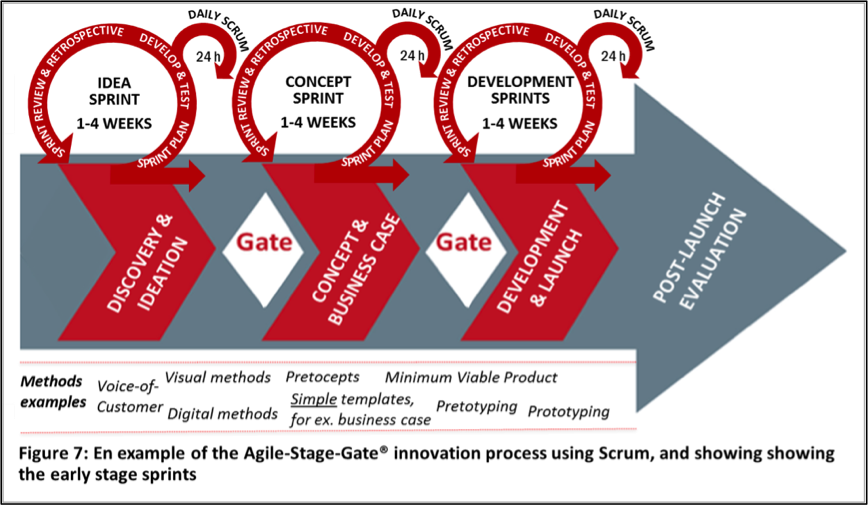 DAILY SCRUM
24 h
SPRINT REVIEW & RETROSPECTIVE
DEVELOP & TEST
SPRINT PLAN
IDEA
SPRINT
1-4 WEEKS
DAILY SCRUM
24 h
SPRINT REVIEW & RETROSPECTIVE
DEVELOP & TEST
SPRINT PLAN
CONCEPT
SPRINT
1-4 WEEKS
DAILY SCRUM
24 h
SPRINT REVIEW & RETROSPECTIVE
DEVELOP & TEST
SPRINT PLAN
DEVELOPMENT
SPRINTS
1-4 WEEKS
DISCOVERY &
IDEATION
Gate
CONCEPT &
BUSINESS CASE
Gate
DEVELOPMENT
& LAUNCH
POST-LAUNCH
EVALUATION
Methods
examples
Voice-of-
Customer
Visual methods
Digital methods
Pretocepts
Simple templates,
for ex. business case
Minimum Viable Product
Pretotyping
Prototyping
Figure 7: En example of the Agile-Stage-Gate® innovation process using Scrum, and showing showing
the early stage sprints